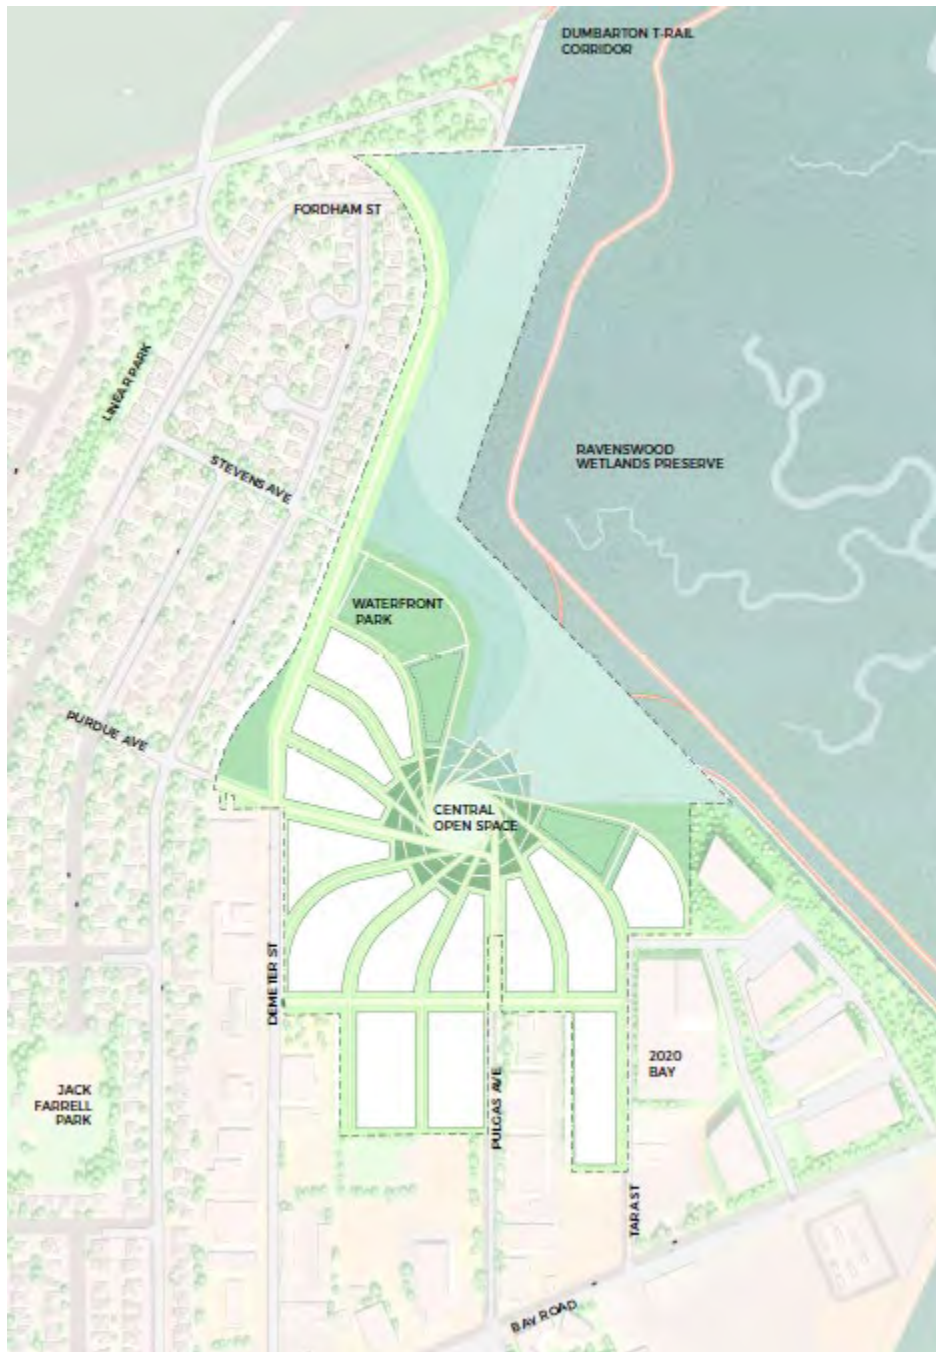 DUMBARTON T-RAIL
CORRIDOR
FORDHAM ST
LINEAR PARK
STEVENS AVE
RAVENSWOOD
WETLANDS PRESERVE
WATERFRONT
PARK
PURDUE AVE
CENTRAL
OPEN SPACE
DEMETER ST
2020
BAY
JACK
FARRELL
PARK
PULGAS AVE
TARA ST
BAY ROAD